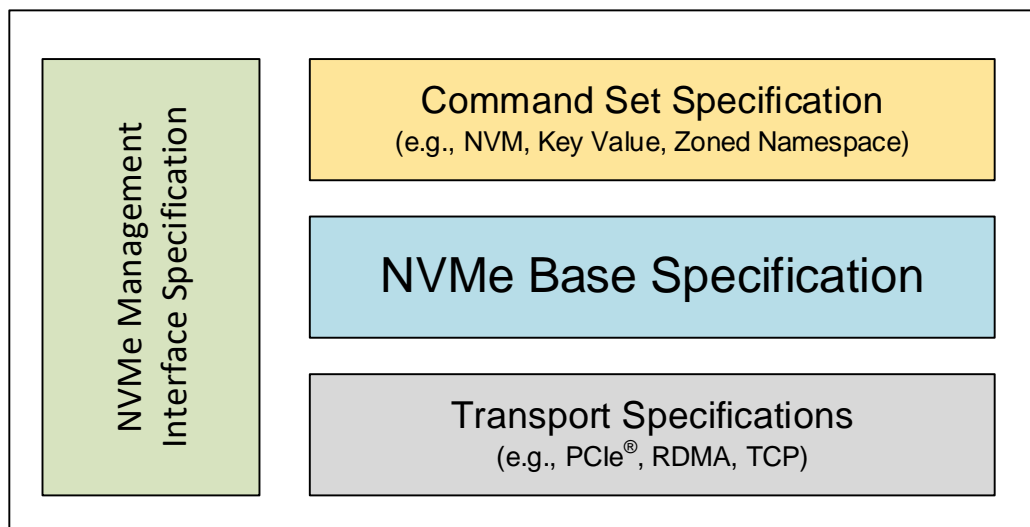 NVMe Management
Interface Specification
Command Set Specification
(e.g., NVM, Key Value, Zoned Namespace)
NVMe Base Specification
Transport Specifications
(e.g., PCIe®, RDMA, TCP)